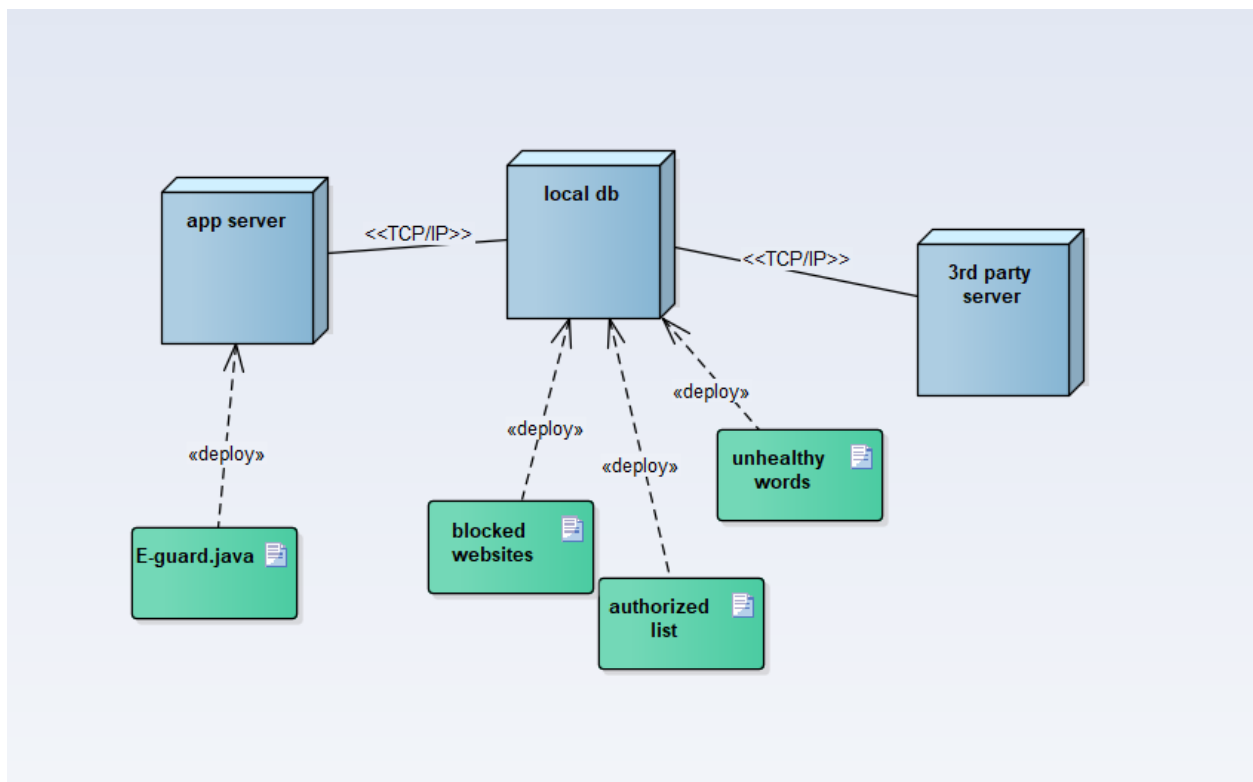 local db
app server
<<TCP/IP>>
<<TCP/IP>>
3rd party
server
«deploy»
«deploy»
«deploy»
«deploy»
unhealthy
words
blocked
websites
E-guard.java
authorized
list